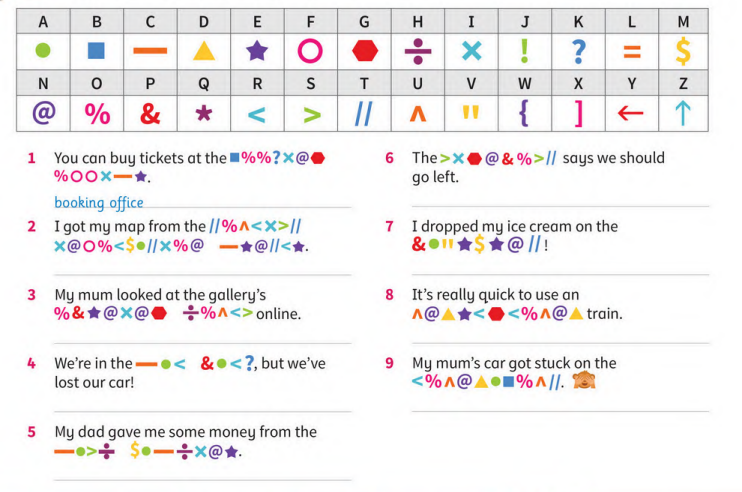 A B C D E F G H I J K L M
● ■ — ▲ ★ ○ ⬢ ÷ × ! ? = $
N O P Q R S T U V W X Y Z
@ % & * < > // ^ " { ] ← ↑
1 You can buy tickets at the ■%%?×@⬢
%○○×—★.
booking office
2 I got my map from the //%^<×>//
×@○%<$●//×%@ —★@//<★.
3 My mum looked at the gallery's
%&★@×@⬢ ÷%^<> online.
4 We're in the —●< &●<?, but we've
lost our car!
5 My dad gave me some money from the
—●>÷ $●—÷×@★.
6 The >×⬢@&%>// says we should
go left.
7 I dropped my ice cream on the
&●"★$★@//!
8 It's really quick to use an
^@▲★<⬢<%^@▲ train.
9 My mum's car got stuck on the
<%^@▲●■%^//.